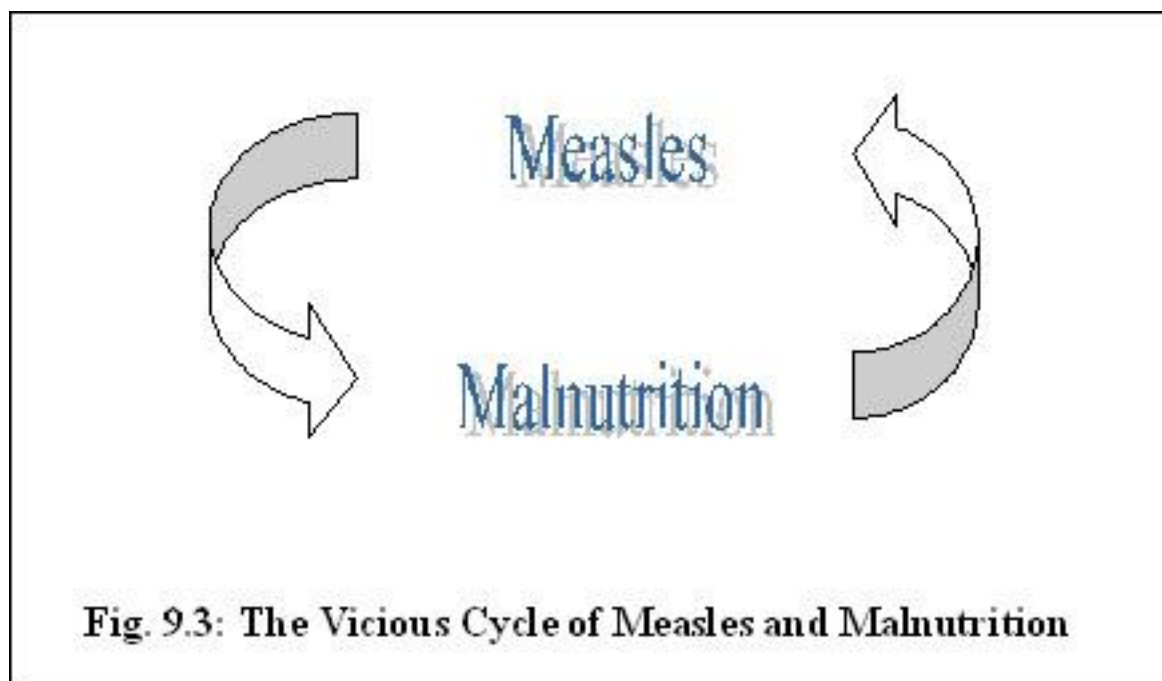 Measles
Malnutrition
Fig. 9.3: The Vicious Cycle of Measles and Malnutrition